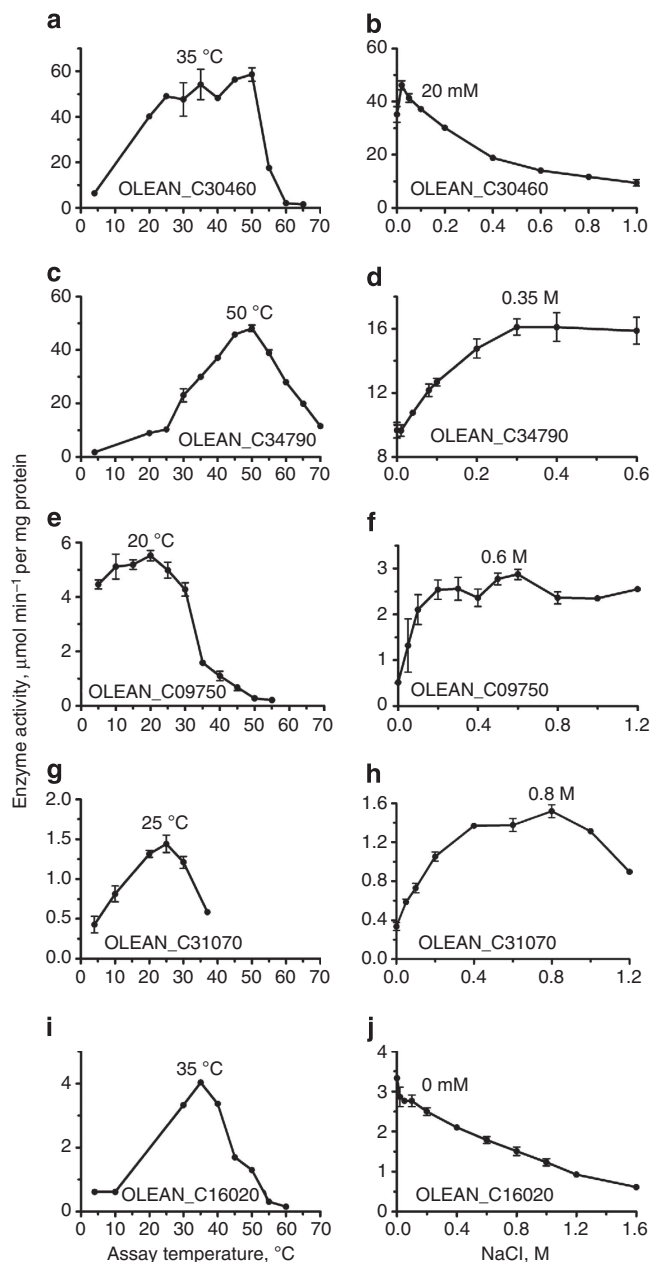 a
b
35 °C
20 mM
60
40
20
0
60
40
20
0
OLEAN_C30460
OLEAN_C30460
0 10 20 30 40 50 60 70
0.0 0.2 0.4 0.6 0.8 1.0
c
d
50 °C
0.35 M
60
40
20
0
16
12
8
OLEAN_C34790
OLEAN_C34790
0 10 20 30 40 50 60 70
0.0 0.2 0.4 0.6
Enzyme activity, μmol min⁻¹ per mg protein
e
f
20 °C
0.6 M
6
4
2
0
3
2
1
0
OLEAN_C09750
OLEAN_C09750
0 10 20 30 40 50 60 70
0.0 0.4 0.8 1.2
g
h
25 °C
0.8 M
2.0
1.5
1.0
0.5
0.0
1.6
1.2
0.8
0.4
0.0
OLEAN_C31070
OLEAN_C31070
0 10 20 30 40 50 60 70
0.0 0.4 0.8 1.2
i
j
35 °C
0 mM
4
2
0
4
3
2
1
0
OLEAN_C16020
OLEAN_C16020
0 10 20 30 40 50 60 70
0.0 0.4 0.8 1.2 1.6
Assay temperature, °C
NaCl, M